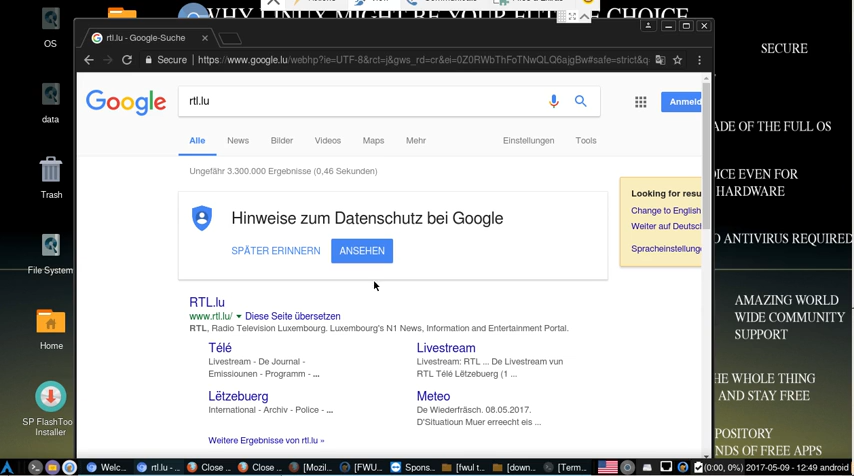 WHY LINUX MIGHT BE YOUR FUTURE CHOICE
OS
data
Trash
File System
Home
SP FlashToo
Installer
rtl.lu - Google-Suche
Secure https://www.google.lu/webhp?ie=UTF-8&rct=j&gws_rd=cr&ei=0Z0RWbThFoTNwQLQ6ajgBw#safe=strict&q
Google
rtl.lu
Anmeld
Alle News Bilder Videos Maps Mehr Einstellungen Tools
Ungefähr 3.300.000 Ergebnisse (0,46 Sekunden)
Hinweise zum Datenschutz bei Google
SPÄTER ERINNERN ANSEHEN
Looking for resu
Change to English
Weiter auf Deutsc
Spracheinstellung
RTL.lu
www.rtl.lu/ Diese Seite übersetzen
RTL, Radio Television Luxembourg. Luxembourg's N1 News, Information and Entertainment Portal.
Télé
Livestream - De Journal -
Emissiounen - Programm - ...
Livestream
Livestream: RTL ... De Livestream vun
RTL Télé Lëtzebuerg (1 ...
Lëtzebuerg
International - Archiv - Police - ...
Meteo
De Wiederfräsch. 08.05.2017.
D'Situatioun Muer erreecht eis ...
Weitere Ergebnisse von rtl.lu »
SECURE
ADE OF THE FULL OS
OICE EVEN FOR
HARDWARE
O ANTIVIRUS REQUIRED
AMAZING WORLD
WIDE COMMUNITY
SUPPORT
HE WHOLE THING
AND STAY FREE
POSITORY
NDS OF FREE APPS
Welc... rtl.lu -... Close ... Close ... [Mozil... [FWU... Spons... [fwul t... [down... [Term... (0:00, 0%) 2017-05-09 - 12:49 android